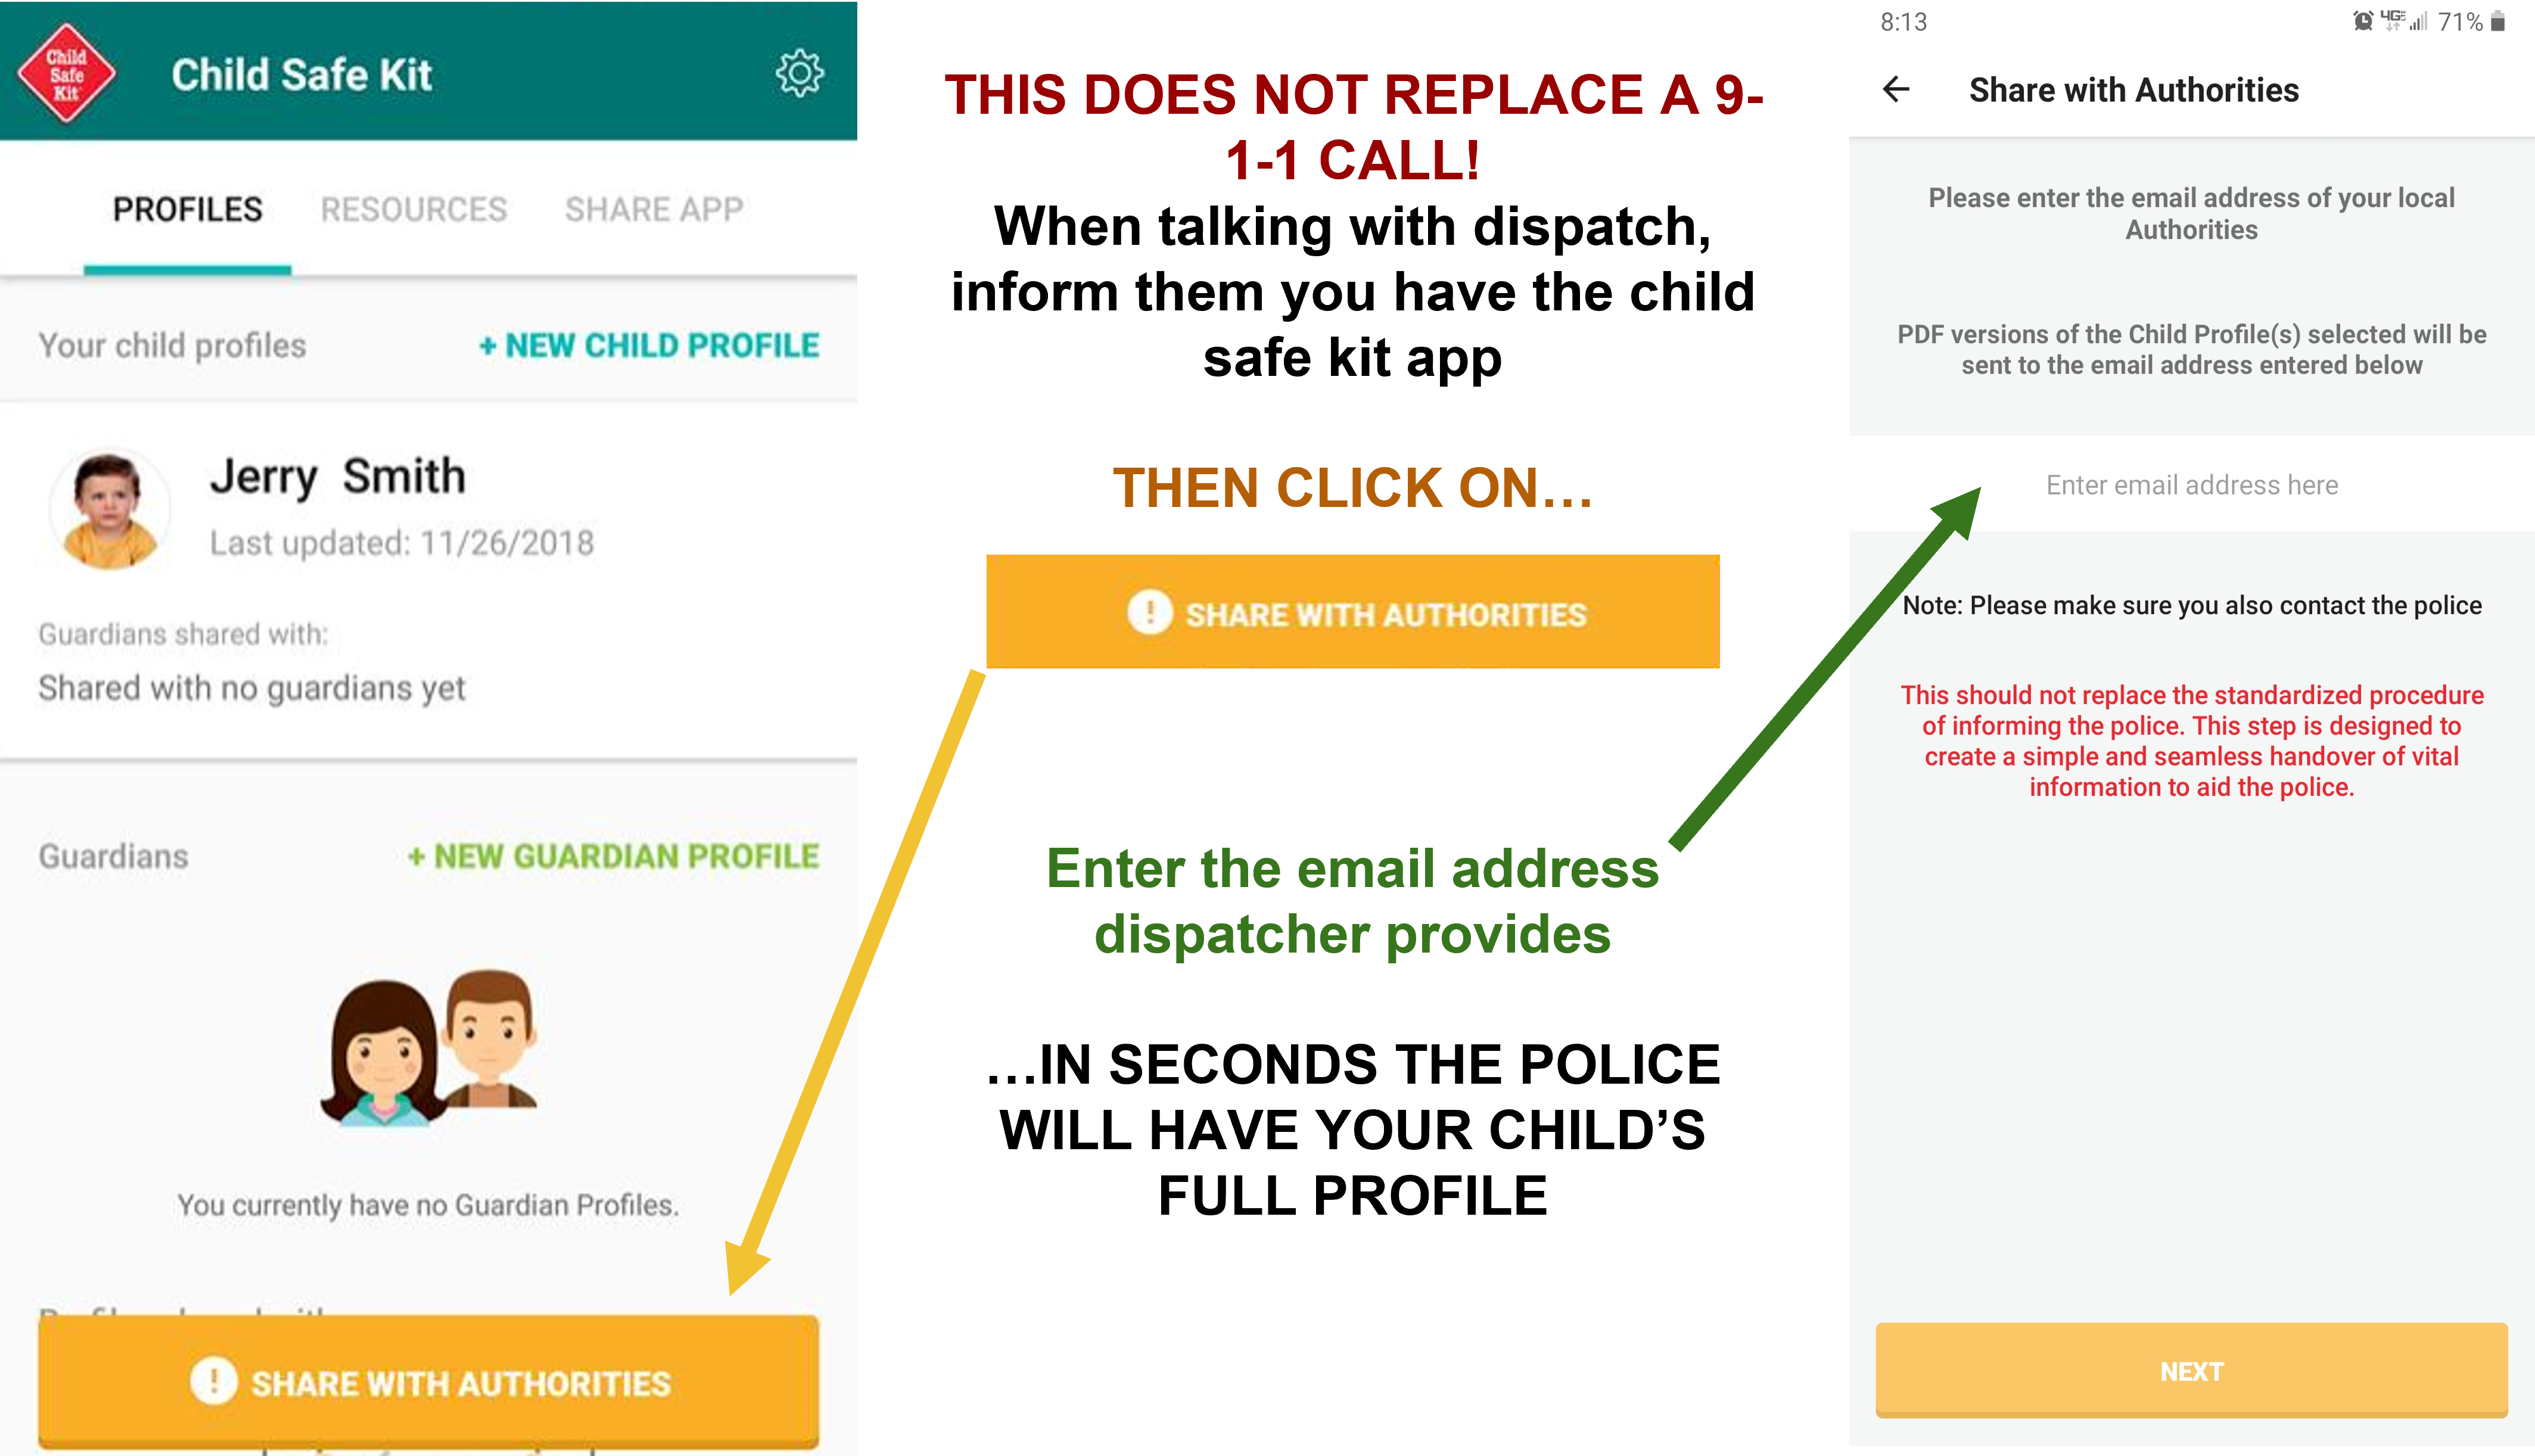 Child
Safe
Kit
Child Safe Kit
PROFILES RESOURCES SHARE APP
Your child profiles + NEW CHILD PROFILE
Jerry Smith
Last updated: 11/26/2018
Guardians shared with:
Shared with no guardians yet
Guardians + NEW GUARDIAN PROFILE
You currently have no Guardian Profiles.
SHARE WITH AUTHORITIES
THIS DOES NOT REPLACE A 9-
1-1 CALL!
When talking with dispatch,
inform them you have the child
safe kit app
THEN CLICK ON…
SHARE WITH AUTHORITIES
Enter the email address
dispatcher provides
…IN SECONDS THE POLICE
WILL HAVE YOUR CHILD’S
FULL PROFILE
8:13 4GE 71%
Share with Authorities
Please enter the email address of your local
Authorities
PDF versions of the Child Profile(s) selected will be
sent to the email address entered below
Enter email address here
Note: Please make sure you also contact the police
This should not replace the standardized procedure
of informing the police. This step is designed to
create a simple and seamless handover of vital
information to aid the police.
NEXT